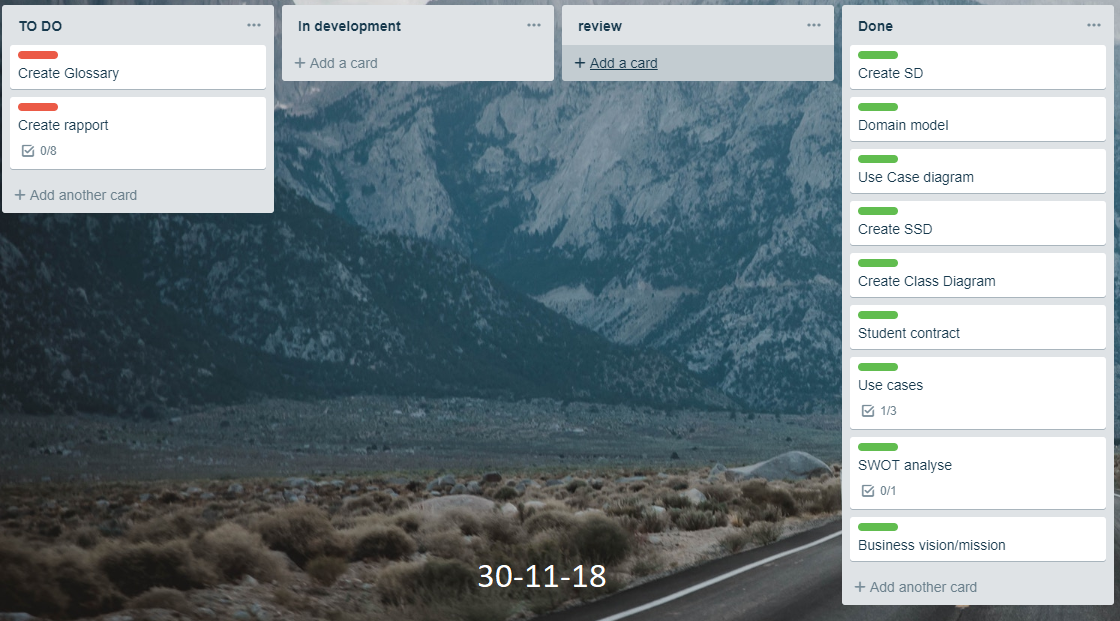 TO DO
Create Glossary
Create rapport
0/8
+ Add another card
In development
+ Add a card
review
+ Add a card
Done
Create SD
Domain model
Use Case diagram
Create SSD
Create Class Diagram
Student contract
Use cases
1/3
SWOT analyse
0/1
Business vision/mission
+ Add another card
30-11-18